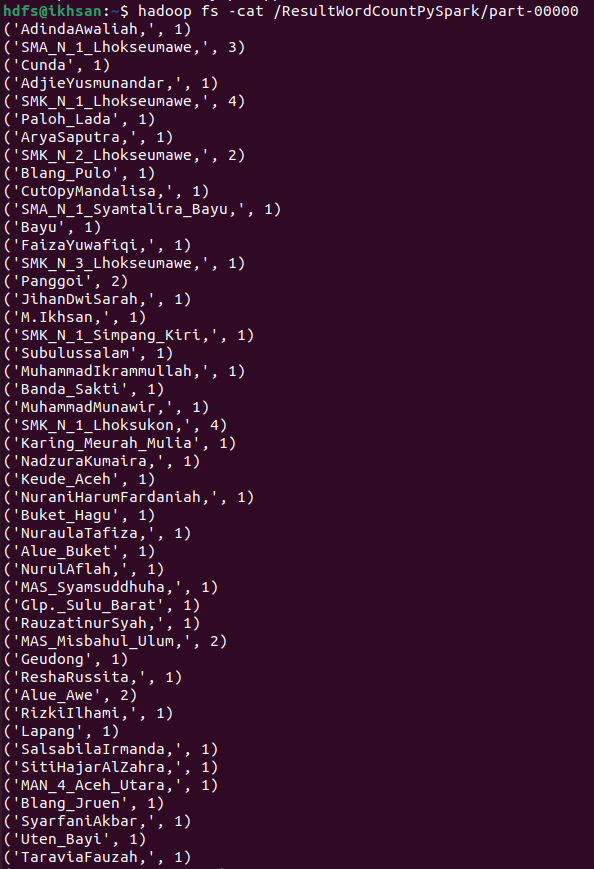 hdfs@ikhsan:~$ hadoop fs -cat /ResultWordCountPySpark/part-00000
('AdindaAwaliah,', 1)
('SMA_N_1_Lhokseumawe,', 3)
('Cunda', 1)
('AdjieYusmunandar,', 1)
('SMK_N_1_Lhokseumawe,', 4)
('Paloh_Lada', 1)
('AryaSaputra,', 1)
('SMK_N_2_Lhokseumawe,', 2)
('Blang_Pulo', 1)
('CutOpyMandalisa,', 1)
('SMA_N_1_Syamtalira_Bayu,', 1)
('Bayu', 1)
('FaizaYuwafiqi,', 1)
('SMK_N_3_Lhokseumawe,', 1)
('Panggoi', 2)
('JihanDwiSarah,', 1)
('M.Ikhsan,', 1)
('SMK_N_1_Simpang_Kiri,', 1)
('Subulussalam', 1)
('MuhammadIkrammullah,', 1)
('Banda_Sakti', 1)
('MuhammadMunawir,', 1)
('SMK_N_1_Lhoksukon,', 4)
('Karing_Meurah_Mulia', 1)
('NadzuraKumaira,', 1)
('Keude_Aceh', 1)
('NuraniHarumFardaniah,', 1)
('Buket_Hagu', 1)
('NuraulaTafiza,', 1)
('Alue_Buket', 1)
('NurulAflah,', 1)
('MAS_Syamsuddhuha,', 1)
('Glp._Sulu_Barat', 1)
('RauzatinurSyah,', 1)
('MAS_Misbahul_Ulum,', 2)
('Geudong', 1)
('ReshaRussita,', 1)
('Alue_Awe', 2)
('RizkiIlhami,', 1)
('Lapang', 1)
('SalsabilaIrmanda,', 1)
('SitiHajarAlZahra,', 1)
('MAN_4_Aceh_Utara,', 1)
('Blang_Jruen', 1)
('SyarfaniAkbar,', 1)
('Uten_Bayi', 1)
('TaraviaFauzah,', 1)